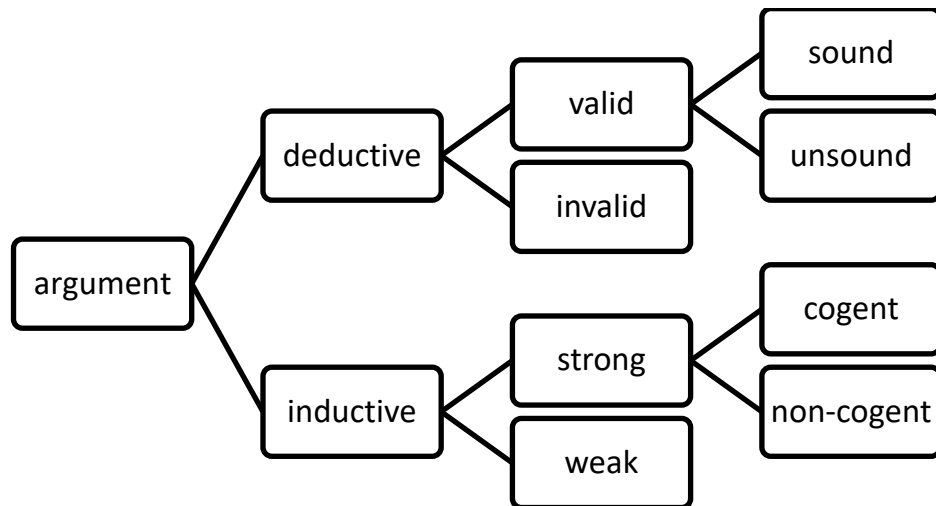 argument
deductive
valid
sound
unsound
invalid
inductive
strong
cogent
non-cogent
weak